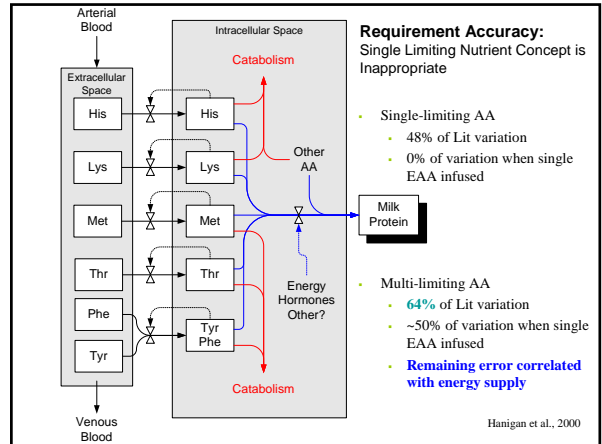 Arterial
Blood
Intracellular Space
Requirement Accuracy:
Single Limiting Nutrient Concept is
Inappropriate
Catabolism
Extracellular
Space
His
His
Lys
Lys
Other
AA
Met
Met
Milk
Protein
Thr
Thr
Energy
Hormones
Other?
Phe
Tyr
Tyr
Phe
Catabolism
Venous
Blood
Single-limiting AA
48% of Lit variation
0% of variation when single
EAA infused
Multi-limiting AA
64% of Lit variation
~50% of variation when single
EAA infused
Remaining error correlated
with energy supply
Hanigan et al., 2000